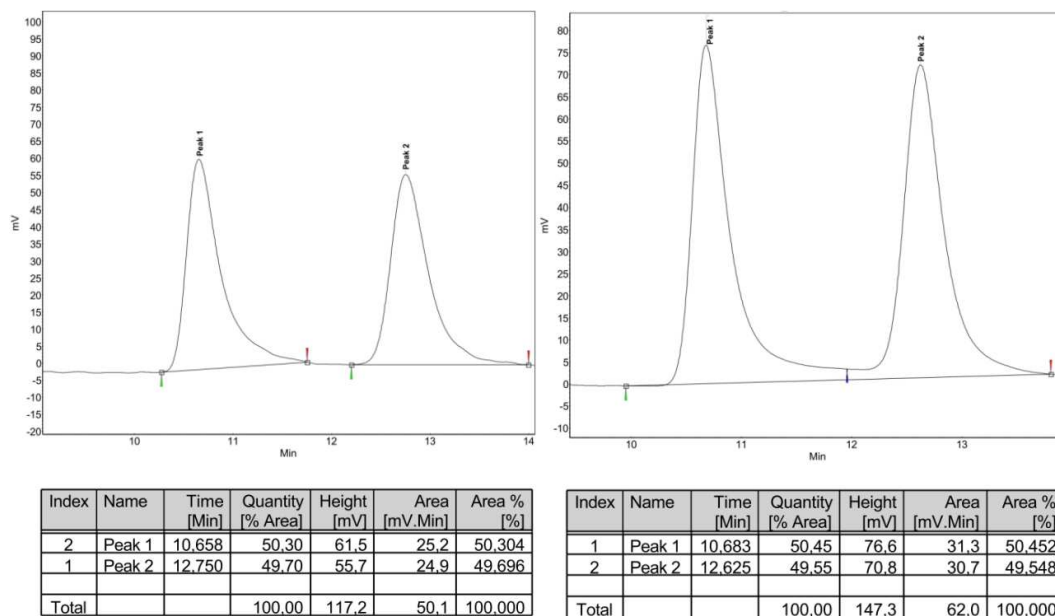 100
95
90
85
80
75
70
65
60
55
50
45
40
35
30
25
20
15
10
5
0
-5
-10
-15
-20
mV
Peak 1
Peak 2
10 11 12 13 14
Min
80
75
70
65
60
55
50
45
40
35
30
25
20
15
10
5
0
-5
-10
mV
Peak 1
Peak 2
10 11 12 13
Min
Index Name Time [Min] Quantity [% Area] Height [mV] Area [mV.Min] Area % [%]
2 Peak 1 10,658 50,30 61,5 25,2 50,304
1 Peak 2 12,750 49,70 55,7 24,9 49,696
Total 100,00 117,2 50,1 100,000
Index Name Time [Min] Quantity [% Area] Height [mV] Area [mV.Min] Area % [%]
1 Peak 1 10,683 50,45 76,6 31,3 50,452
2 Peak 2 12,625 49,55 70,8 30,7 49,548
Total 100,00 147,3 62,0 100,000